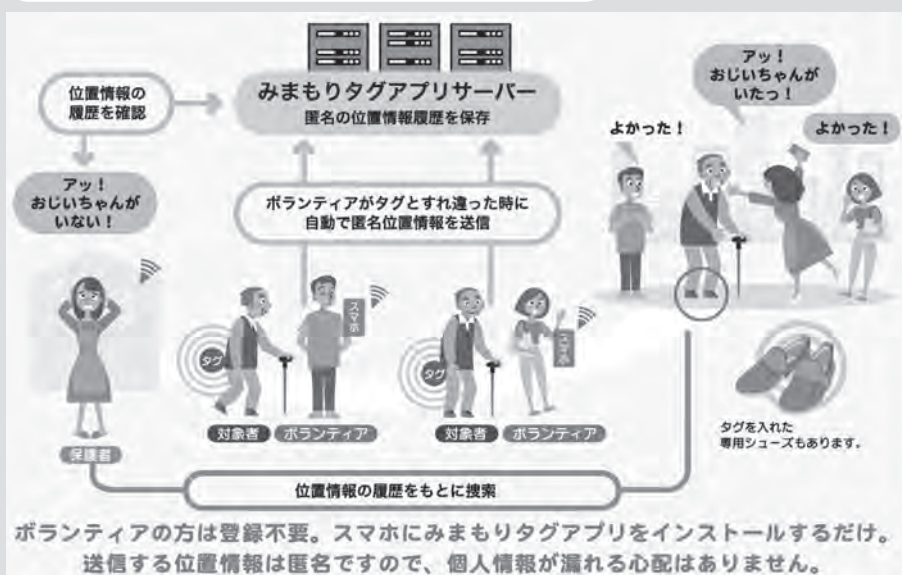 みまもりタグアプリサーバー
匿名の位置情報履歴を保存
位置情報の
履歴を確認
アッ！
おじいちゃんが
いない！
ボランティアがタグとすれ違った時に
自動で匿名位置情報を送信
アッ！
おじいちゃんが
いたっ！
よかった！
よかった！
スマホ
スマホ
タグ
タグ
対象者
ボランティア
対象者
ボランティア
保護者
タグを入れた
専用シューズもあります。
位置情報の履歴をもとに捜索
ボランティアの方は登録不要。スマホにみまもりタグアプリをインストールするだけ。
送信する位置情報は匿名ですので、個人情報が漏れる心配はありません。